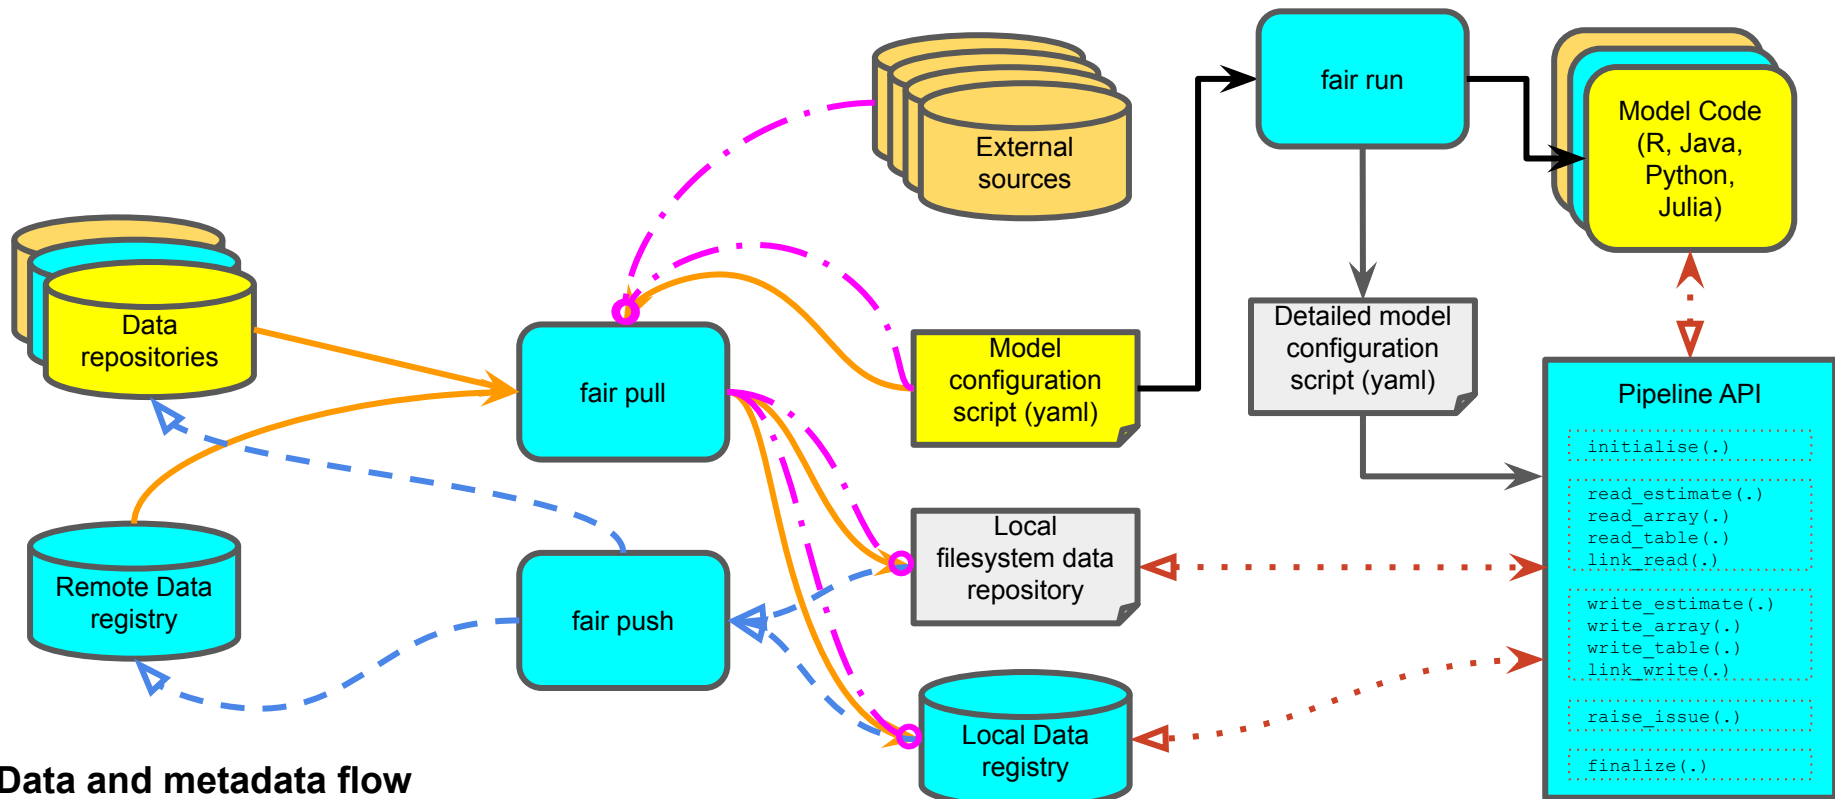 External
sources
fair run
Model Code
(R, Java,
Python,
Julia)
Data
repositories
fair pull
Model
configuration
script (yaml)
Detailed model
configuration
script (yaml)
Pipeline API
initialise(.)
read_estimate(.)
read_array(.)
read_table(.)
link_read(.)
write_estimate(.)
write_array(.)
write_table(.)
link_write(.)
raise_issue(.)
finalize(.)
Remote Data
registry
fair push
Local
filesystem data
repository
Local Data
registry
Data and metadata flow